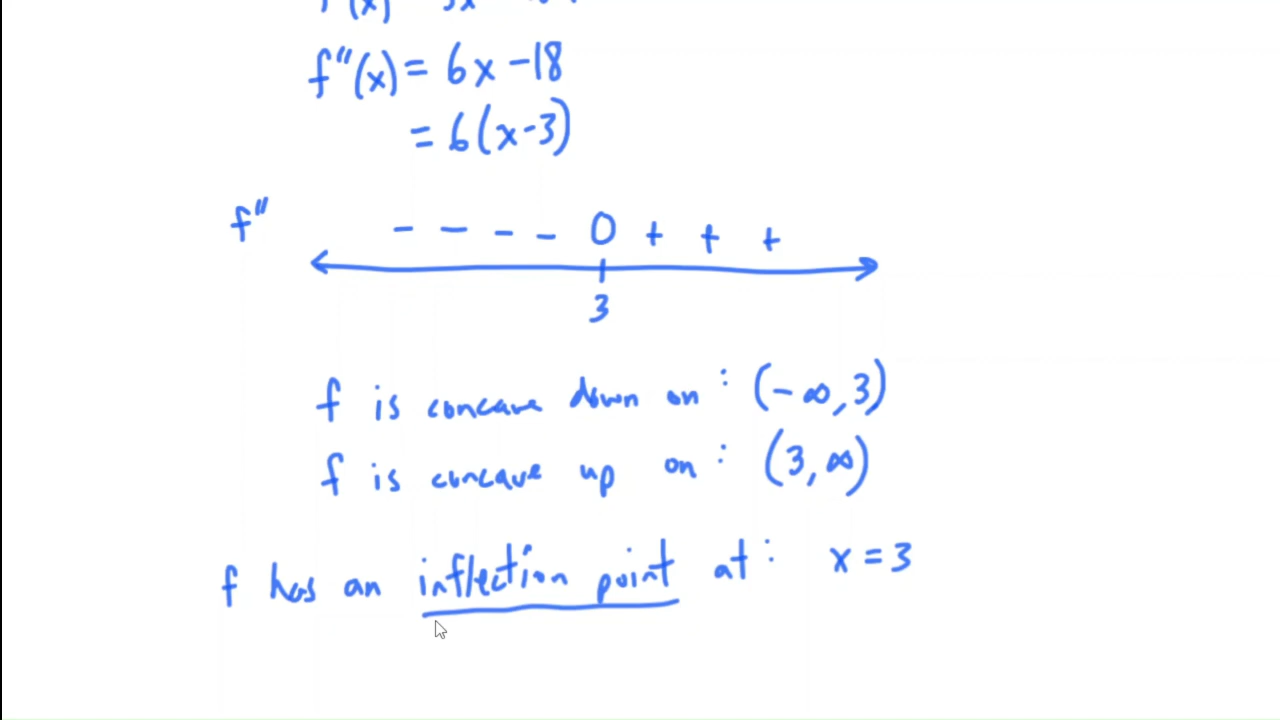 f''(x) = 6x - 18
= 6(x-3)
f'' - - - - 0 + + +
3
f is concave down on : (-∞, 3)
f is concave up on : (3, ∞)
f has an inflection point at : x = 3